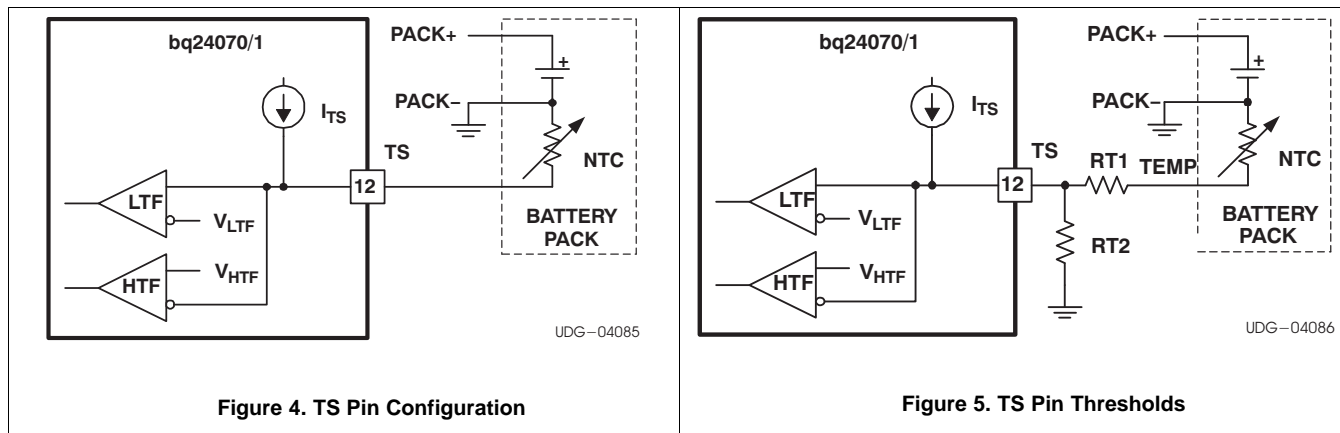 bq24070/1
PACK+
+
PACK−
I_TS
TS
NTC
12
LTF
V_LTF
BATTERY
PACK
V_HTF
HTF
UDG−04085
Figure 4. TS Pin Configuration
bq24070/1
PACK+
+
PACK−
I_TS
TS
RT1
TEMP
NTC
12
LTF
V_LTF
BATTERY
PACK
RT2
V_HTF
HTF
UDG−04086
Figure 5. TS Pin Thresholds